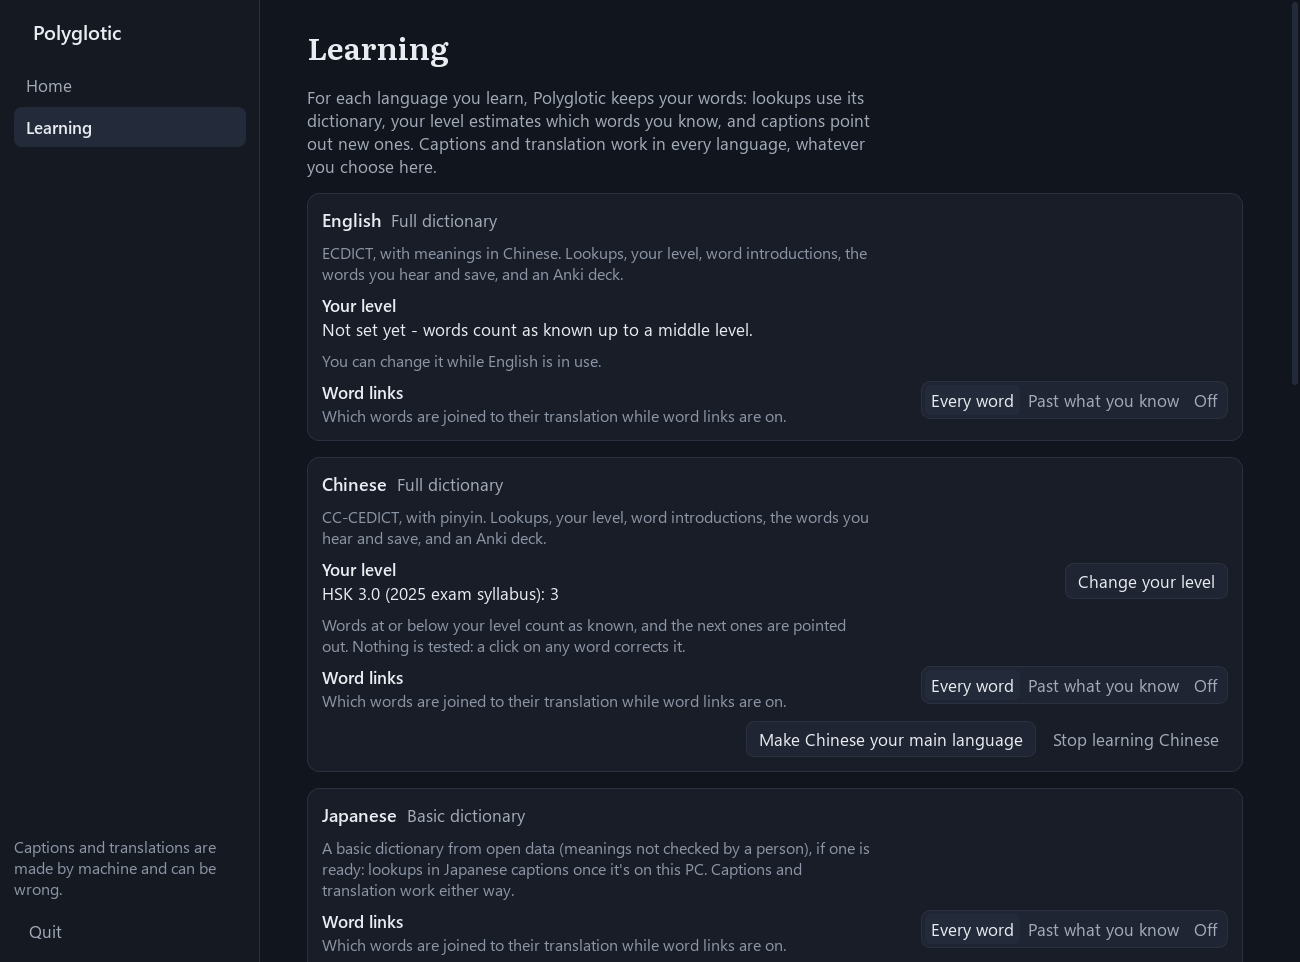 Polyglotic
Home
Learning
Captions and translations are
made by machine and can be
wrong.
Quit
Learning
For each language you learn, Polyglotic keeps your words: lookups use its
dictionary, your level estimates which words you know, and captions point
out new ones. Captions and translation work in every language, whatever
you choose here.
English Full dictionary
ECDICT, with meanings in Chinese. Lookups, your level, word introductions, the
words you hear and save, and an Anki deck.
Your level
Not set yet - words count as known up to a middle level.
You can change it while English is in use.
Word links
Which words are joined to their translation while word links are on.
Every word Past what you know Off
Chinese Full dictionary
CC-CEDICT, with pinyin. Lookups, your level, word introductions, the words you
hear and save, and an Anki deck.
Your level
HSK 3.0 (2025 exam syllabus): 3
Change your level
Words at or below your level count as known, and the next ones are pointed
out. Nothing is tested: a click on any word corrects it.
Word links
Which words are joined to their translation while word links are on.
Every word Past what you know Off
Make Chinese your main language Stop learning Chinese
Japanese Basic dictionary
A basic dictionary from open data (meanings not checked by a person), if one is
ready: lookups in Japanese captions once it's on this PC. Captions and
translation work either way.
Word links
Which words are joined to their translation while word links are on.
Every word Past what you know Off